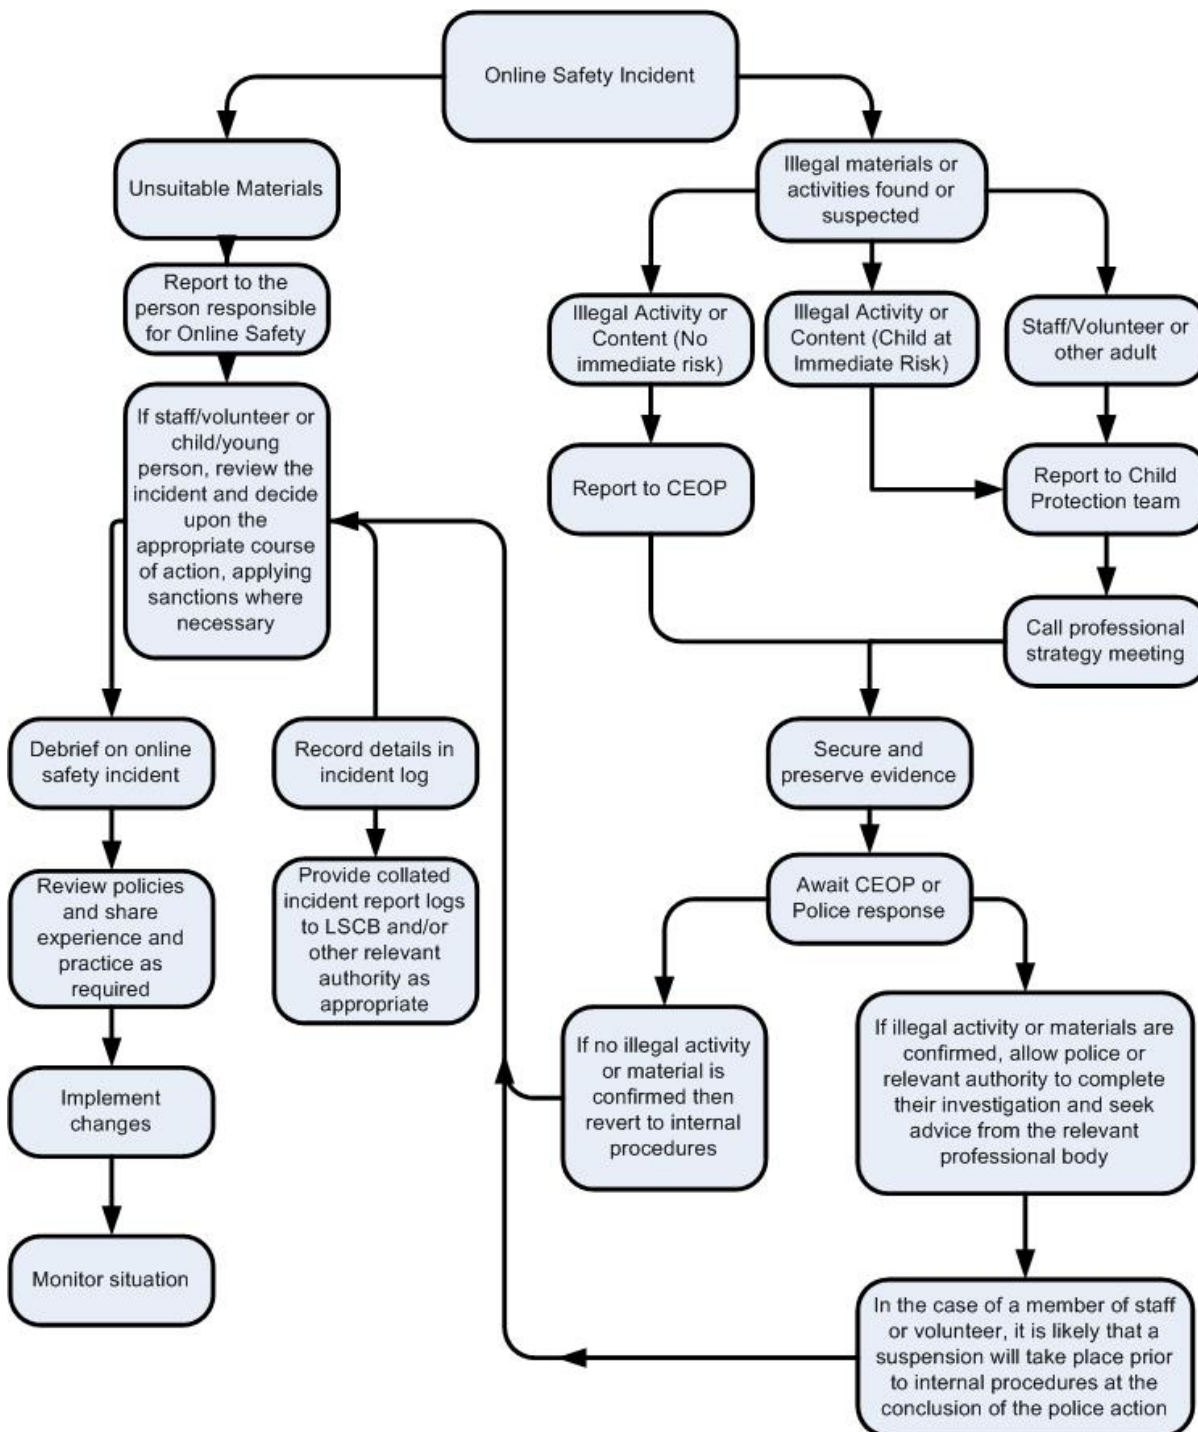 Online Safety Incident
Unsuitable Materials
Report to the
person responsible
for Online Safety
If staff/volunteer or
child/young
person, review the
incident and decide
upon the
appropriate course
of action, applying
sanctions where
necessary
Debrief on online
safety incident
Review policies
and share
experience and
practice as
required
Implement
changes
Monitor situation
Record details in
incident log
Provide collated
incident report logs
to LSCB and/or
other relevant
authority as
appropriate
Illegal materials or
activities found or
suspected
Illegal Activity or
Content (No
immediate risk)
Illegal Activity or
Content (Child at
Immediate Risk)
Staff/Volunteer or
other adult
Report to CEOP
Report to Child
Protection team
Call professional
strategy meeting
Secure and
preserve evidence
Await CEOP or
Police response
If no illegal activity
or material is
confirmed then
revert to internal
procedures
If illegal activity or materials are
confirmed, allow police or
relevant authority to complete
their investigation and seek
advice from the relevant
professional body
In the case of a member of staff
or volunteer, it is likely that a
suspension will take place prior
to internal procedures at the
conclusion of the police action